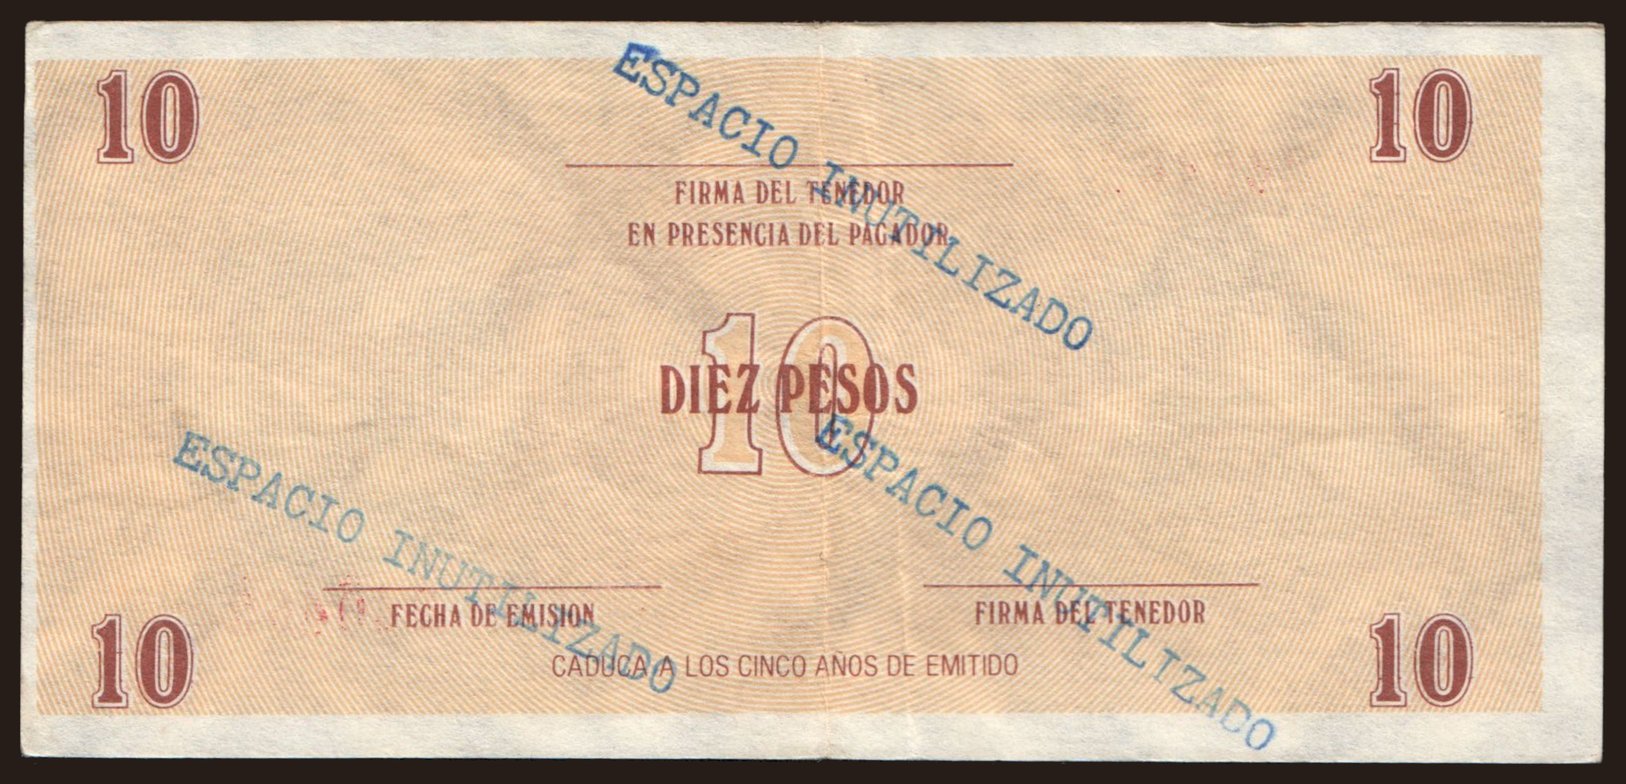 10
10
ESPACIO INUTILIZADO
FIRMA DEL TENEDOR
EN PRESENCIA DEL PAGADOR
10
DIEZ PESOS
ESPACIO INUTILIZADO
ESPACIO INUTILIZADO
FECHA DE EMISION
FIRMA DEL TENEDOR
10
CADUCA A LOS CINCO AÑOS DE EMITIDO
10